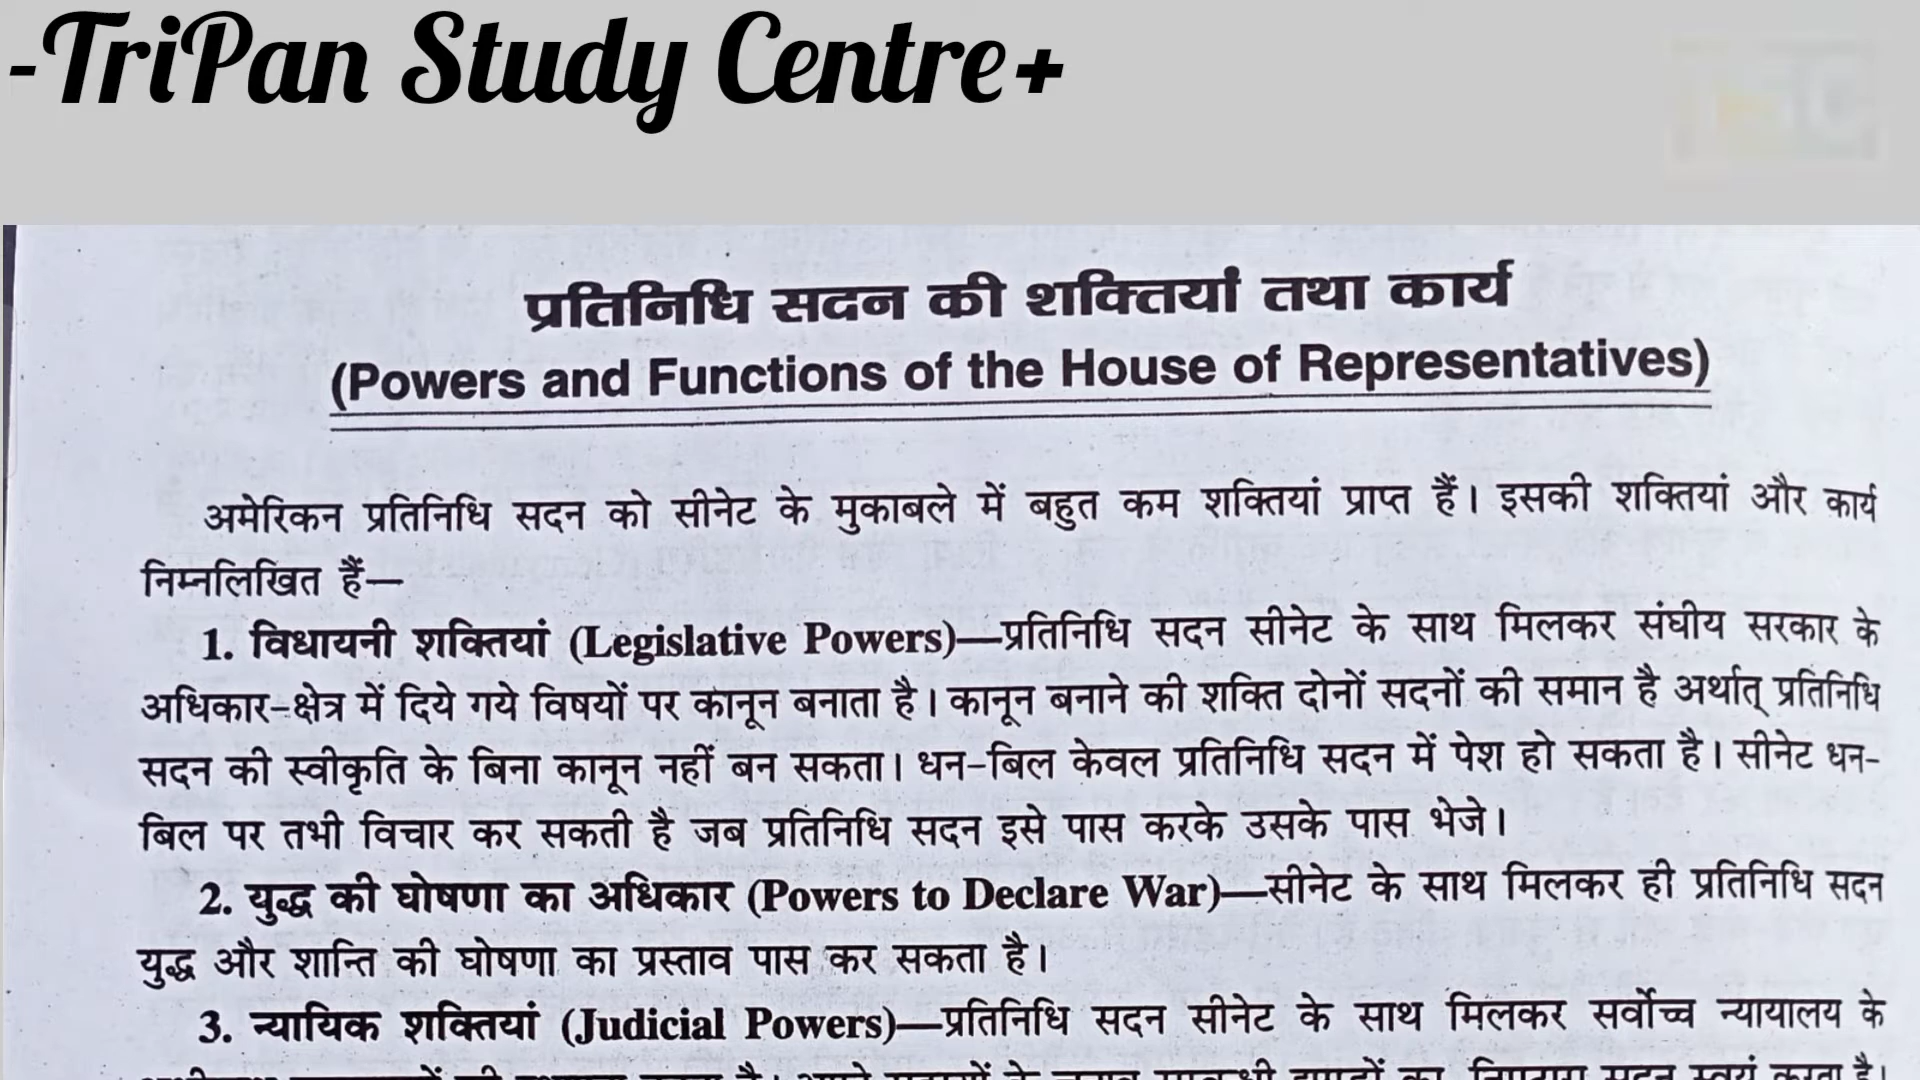 -TriPan Study Centre+
प्रतिनिधि सदन की शक्तियां तथा कार्य
(Powers and Functions of the House of Representatives)
अमेरिकन प्रतिनिधि सदन को सीनेट के मुकाबले में बहुत कम शक्तियां प्राप्त हैं। इसकी शक्तियां और कार्य
निम्नलिखित हैं—
1. विधायनी शक्तियां (Legislative Powers)—प्रतिनिधि सदन सीनेट के साथ मिलकर संघीय सरकार के
अधिकार-क्षेत्र में दिये गये विषयों पर कानून बनाता है। कानून बनाने की शक्ति दोनों सदनों की समान है अर्थात् प्रतिनिधि
सदन की स्वीकृति के बिना कानून नहीं बन सकता। धन-बिल केवल प्रतिनिधि सदन में पेश हो सकता है। सीनेट धन-
बिल पर तभी विचार कर सकती है जब प्रतिनिधि सदन इसे पास करके उसके पास भेजे।
2. युद्ध की घोषणा का अधिकार (Powers to Declare War)—सीनेट के साथ मिलकर ही प्रतिनिधि सदन
युद्ध और शान्ति की घोषणा का प्रस्ताव पास कर सकता है।
3. न्यायिक शक्तियां (Judicial Powers)—प्रतिनिधि सदन सीनेट के साथ मिलकर सर्वोच्च न्यायालय के